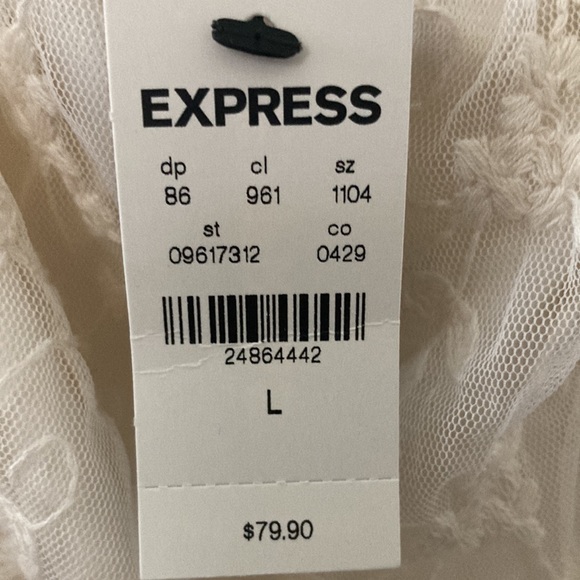 EXPRESS
dp cl sz
86 961 1104
st co
09617312 0429
24864442
L
$79.90